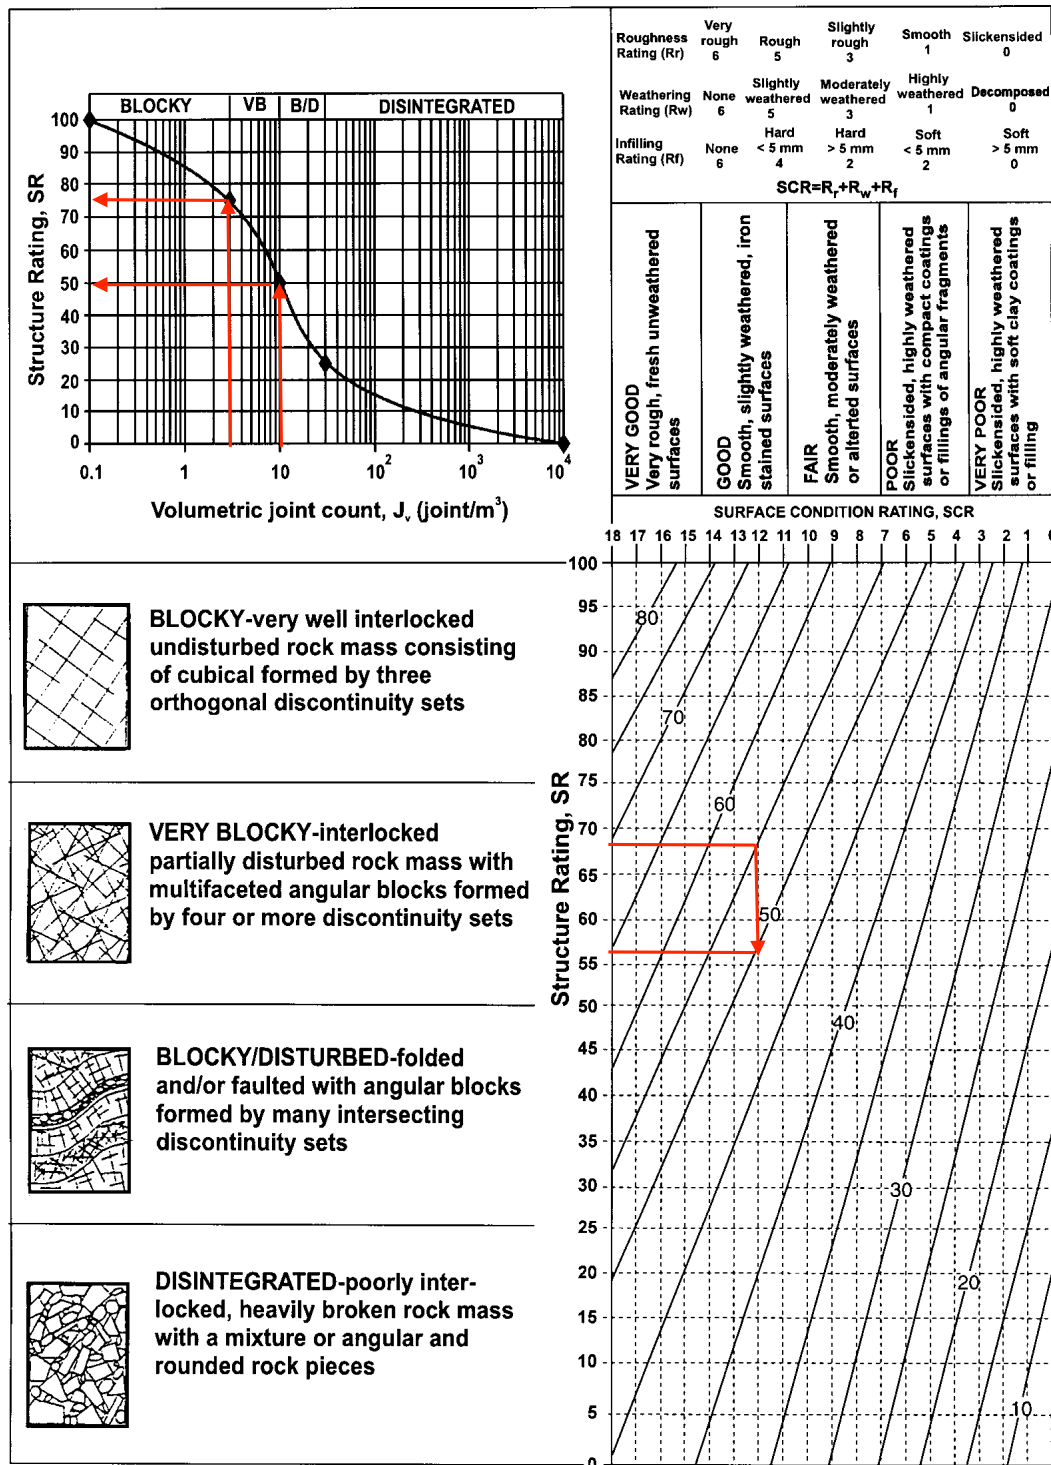 BLOCKY VB B/D DISINTEGRATED
100
90
80
75
70
60
50
40
30
20
10
0
Structure Rating, SR
0.1 1 10 10² 10³ 10⁴
Volumetric joint count, Jv (joint/m³)
Roughness Rating (Rr)
Very rough 6
Rough 5
Slightly rough 3
Smooth 1
Slickensided 0
Weathering Rating (Rw)
None 6
Slightly weathered 5
Moderately weathered 3
Highly weathered 1
Decomposed 0
Infilling Rating (Rf)
None 6
Hard < 5 mm 4
Hard > 5 mm 2
Soft < 5 mm 2
Soft > 5 mm 0
SCR=Rr+Rw+Rf
VERY GOOD
Very rough, fresh unweathered
surfaces
GOOD
Smooth, slightly weathered, iron
stained surfaces
FAIR
Smooth, moderately weathered
or alterted surfaces
POOR
Slickensided, highly weathered
surfaces with compact coatings
or fillings of angular fragments
VERY POOR
Slickensided, highly weathered
surfaces with soft clay coatings
or filling
SURFACE CONDITION RATING, SCR
18 17 16 15 14 13 12 11 10 9 8 7 6 5 4 3 2 1 0
100
95
90
85
80
75
70
65
60
55
50
45
40
35
30
25
20
15
10
5
0
Structure Rating, SR
80
70
60
50
40
30
20
10
BLOCKY-very well interlocked
undisturbed rock mass consisting
of cubical formed by three
orthogonal discontinuity sets
VERY BLOCKY-interlocked
partially disturbed rock mass with
multifaceted angular blocks formed
by four or more discontinuity sets
BLOCKY/DISTURBED-folded
and/or faulted with angular blocks
formed by many intersecting
discontinuity sets
DISINTEGRATED-poorly inter-
locked, heavily broken rock mass
with a mixture or angular and
rounded rock pieces